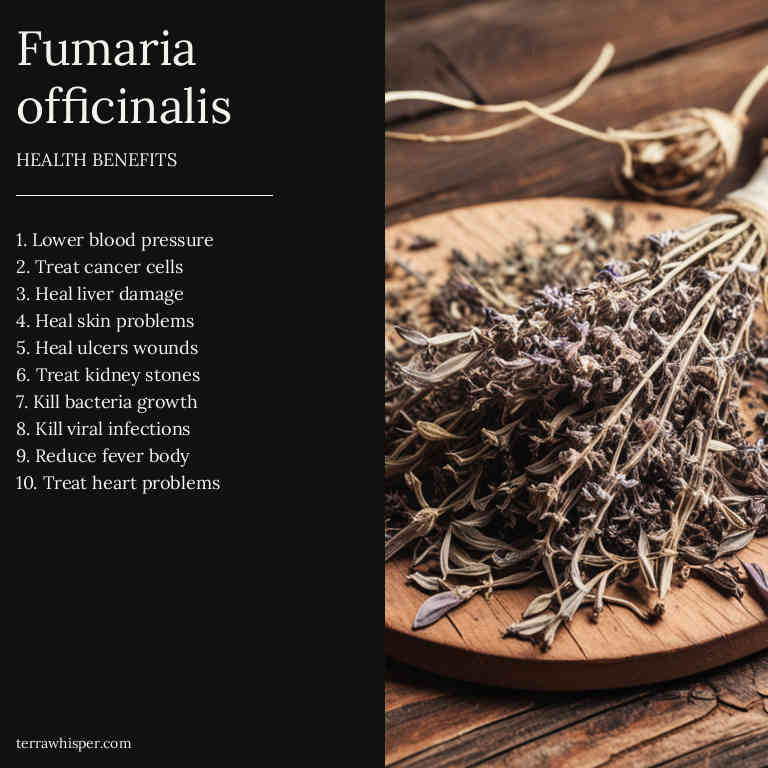 Fumaria
officinalis
HEALTH BENEFITS
1. Lower blood pressure
2. Treat cancer cells
3. Heal liver damage
4. Heal skin problems
5. Heal ulcers wounds
6. Treat kidney stones
7. Kill bacteria growth
8. Kill viral infections
9. Reduce fever body
10. Treat heart problems
terrawhisper.com